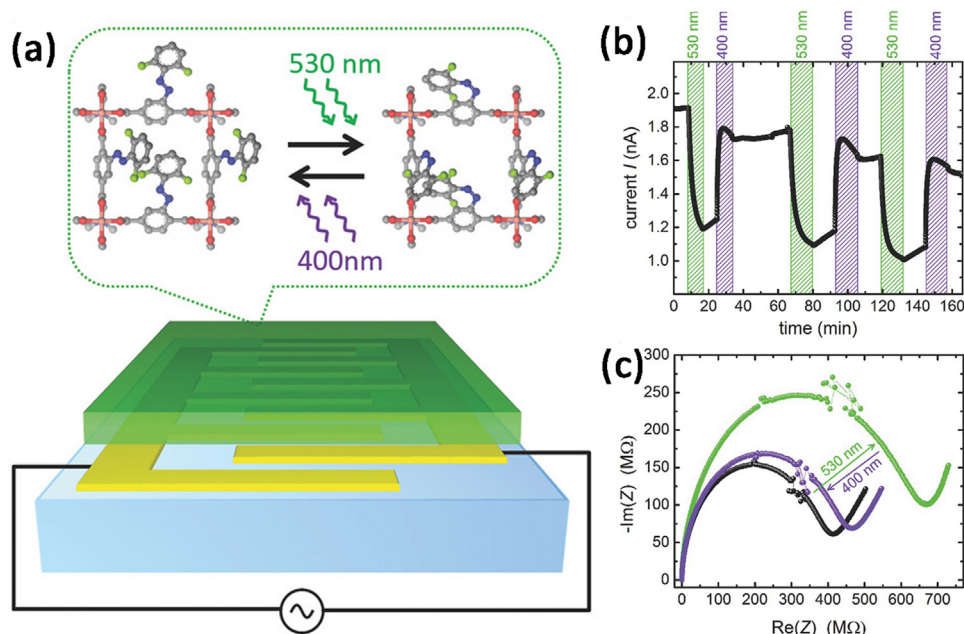 (a)
530 nm
400nm
(b)
530 nm
400 nm
530 nm
400 nm
530 nm
400 nm
2.0
1.8
1.6
1.4
1.2
1.0
current I (nA)
0 20 40 60 80 100 120 140 160
time (min)
(c)
300
250
200
150
100
50
0
-Im(Z) (MΩ)
530 nm
400 nm
0 100 200 300 400 500 600 700
Re(Z) (MΩ)